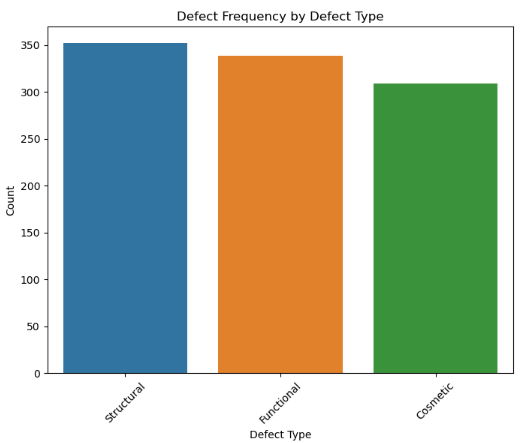 Defect Frequency by Defect Type
350
300
250
200
150
100
50
0
Count
Structural
Functional
Cosmetic
Defect Type